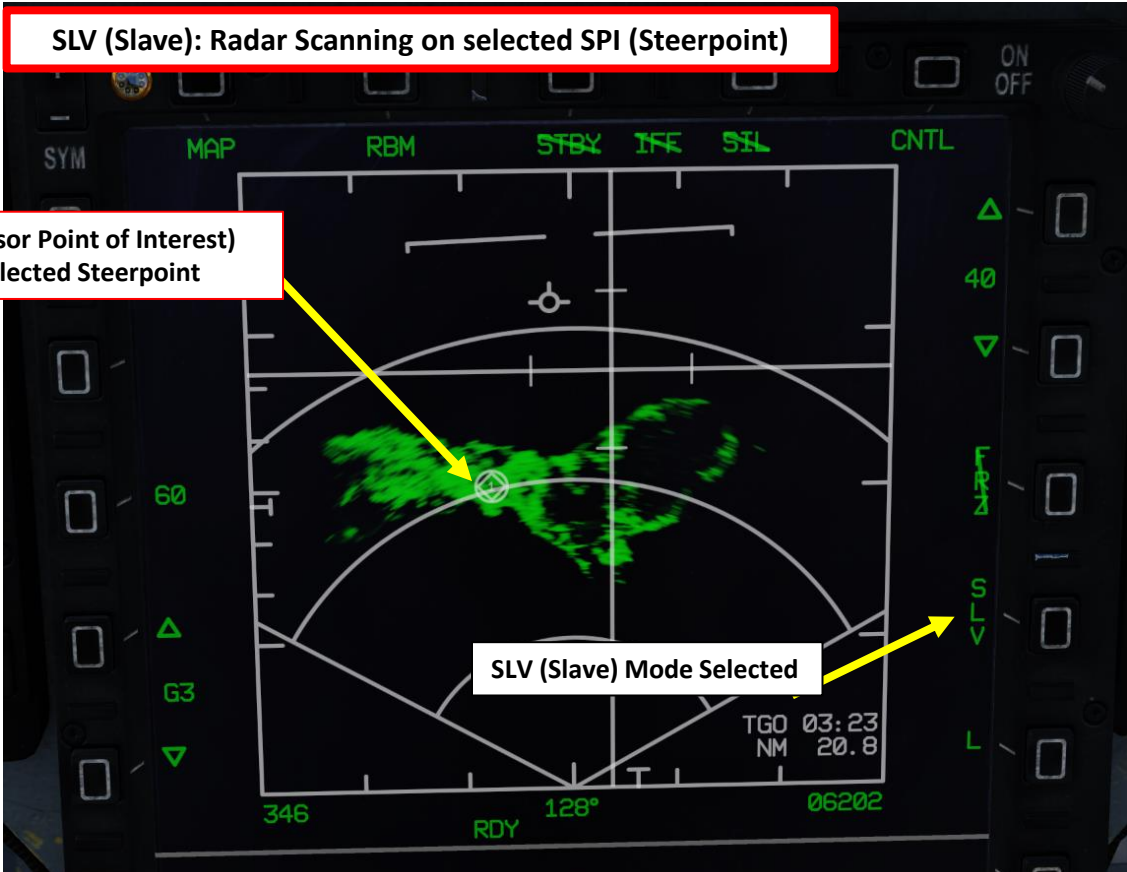 SLV (Slave): Radar Scanning on selected SPI (Steerpoint)
ON
OFF
SYM
MAP RBM STBY IFF SIL CNTL
sor Point of Interest)
lected Steerpoint
40
60
FRZ
SLV
SLV (Slave) Mode Selected
1
G3
TGO 03:23
NM 20.8
L
346 128° 06202
RDY
T